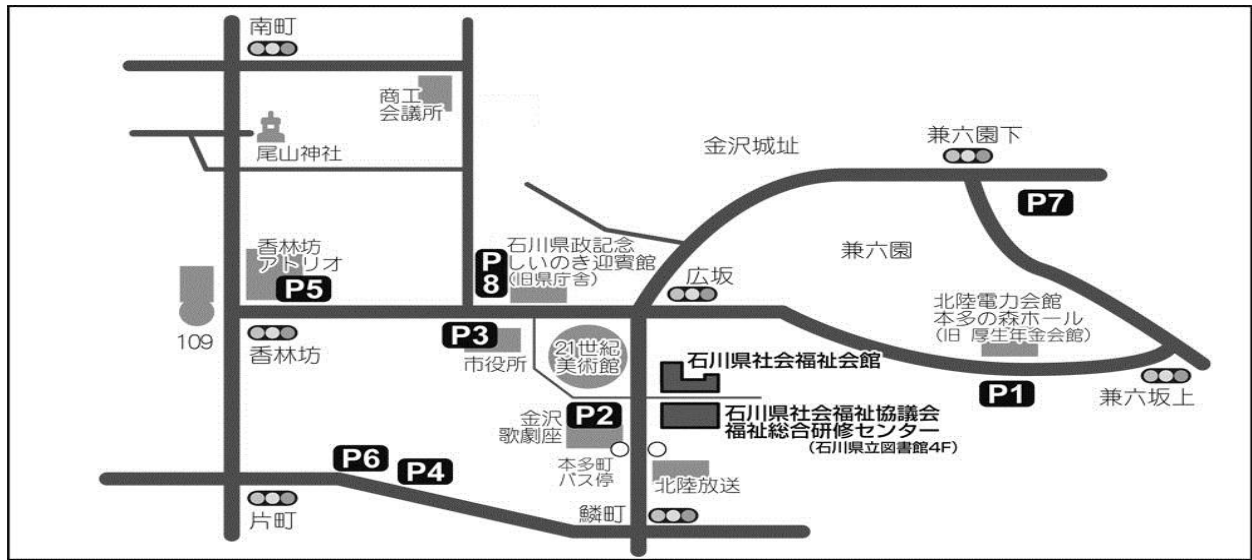 南町
商工
会議所
尾山神社
金沢城址
兼六園下
P7
香林坊
アトリオ
P5
P
8
石川県政記念
しいのき迎賓館
(旧県庁舎)
広坂
兼六園
北陸電力会館
本多の森ホール
(旧 厚生年金会館)
109
香林坊
P3
市役所
21世紀
美術館
石川県社会福祉会館
P1
兼六坂上
金沢
歌劇座
P2
石川県社会福祉協議会
福祉総合研修センター
(石川県立図書館4F)
P6
P4
本多町
バス停
北陸放送
片町
鱗町